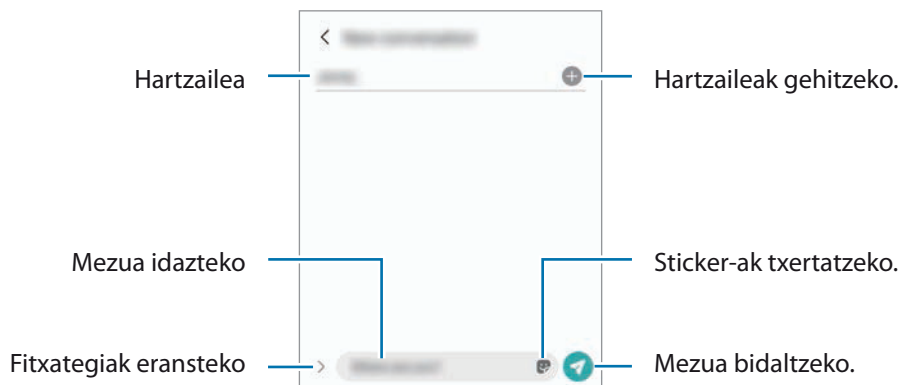 Hartzailea
Hartzaileak gehitzeko.
Mezua idazteko
Sticker-ak txertatzeko.
Fitxategiak eransteko
Mezua bidaltzeko.